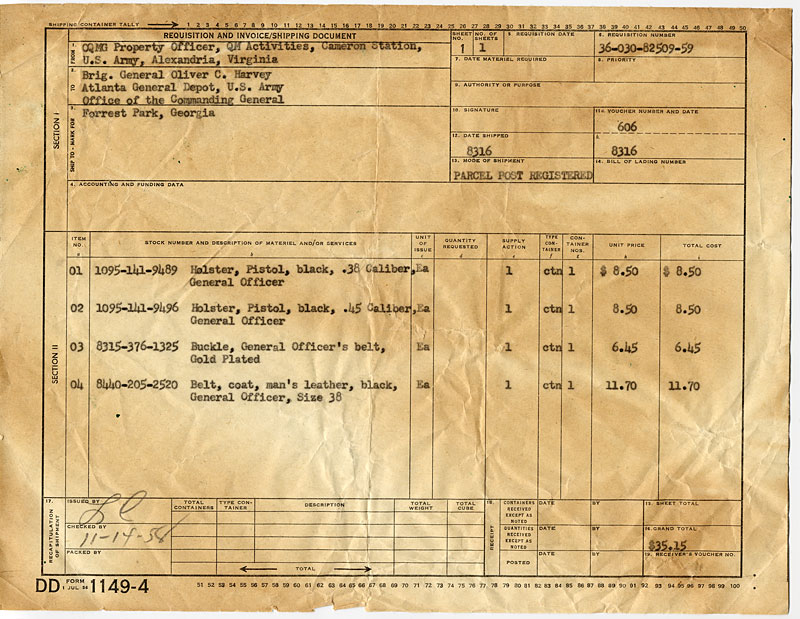 SHIPPING CONTAINER TALLY 1 2 3 4 5 6 7 8 9 10 11 12 13 14 15 16 17 18 19 20 21 22 23 24 25 26 27 28 29 30 31 32 33 34 35 36 37 38 39 40 41 42 43 44 45 46 47 48 49 50
REQUISITION AND INVOICE/SHIPPING DOCUMENT
SHEET NO. 1
NO. OF SHEETS 1
5. REQUISITION DATE
6. REQUISITION NUMBER
36-030-82509-59
FROM-
OQMG Property Officer, QM Activities, Cameron Station,
U.S. Army, Alexandria, Virginia
7. DATE MATERIEL REQUIRED
8. PRIORITY
TO
Brig. General Oliver C. Harvey
Atlanta General Depot, U.S. Army
Office of the Commanding General
9. AUTHORITY OR PURPOSE
SHIP TO - MARK FOR
Forrest Park, Georgia
10. SIGNATURE
11a. VOUCHER NUMBER AND DATE
606
12. DATE SHIPPED
8316
8316
13. MODE OF SHIPMENT
PARCEL POST REGISTERED
14. BILL OF LADING NUMBER
SECTION I
4. ACCOUNTING AND FUNDING DATA
ITEM NO.
STOCK NUMBER AND DESCRIPTION OF MATERIEL AND/OR SERVICES
UNIT OF ISSUE
QUANTITY REQUESTED
SUPPLY ACTION
TYPE CON-TAINER
CON-TAINER NOS.
UNIT PRICE
TOTAL COST
01 1095-141-9489 Holster, Pistol, black, .38 Caliber, Ea 1 ctn 1 $ 8.50 $ 8.50
General Officer
02 1095-141-9496 Holster, Pistol, black, .45 Caliber, Ea 1 ctn 1 8.50 8.50
General Officer
03 8315-376-1325 Buckle, General Officer's belt, Ea 1 ctn 1 6.45 6.45
Gold Plated
04 8440-205-2520 Belt, coat, man's leather, black, Ea 1 ctn 1 11.70 11.70
General Officer, Size 38
SECTION II
17.
RECAPITULATION OF SHIPMENT
ISSUED BY
CHECKED BY
11-14-58
PACKED BY
TOTAL CONTAINERS
TYPE CON-TAINER
DESCRIPTION
TOTAL WEIGHT
TOTAL CUBE
TOTAL
18.
RECEIPT
CONTAINERS RECEIVED EXCEPT AS NOTED
DATE BY
QUANTITIES RECEIVED EXCEPT AS NOTED
DATE BY
POSTED
DATE BY
15. SHEET TOTAL
16. GRAND TOTAL
$35.15
19. RECEIVER'S VOUCHER NO.
DD FORM 1 JUL 1149-4
51 52 53 54 55 56 57 58 59 60 61 62 63 64 65 66 67 68 69 70 71 72 73 74 75 76 77 78 79 80 81 82 83 84 85 86 87 88 89 90 91 92 93 94 95 96 97 98 99 100